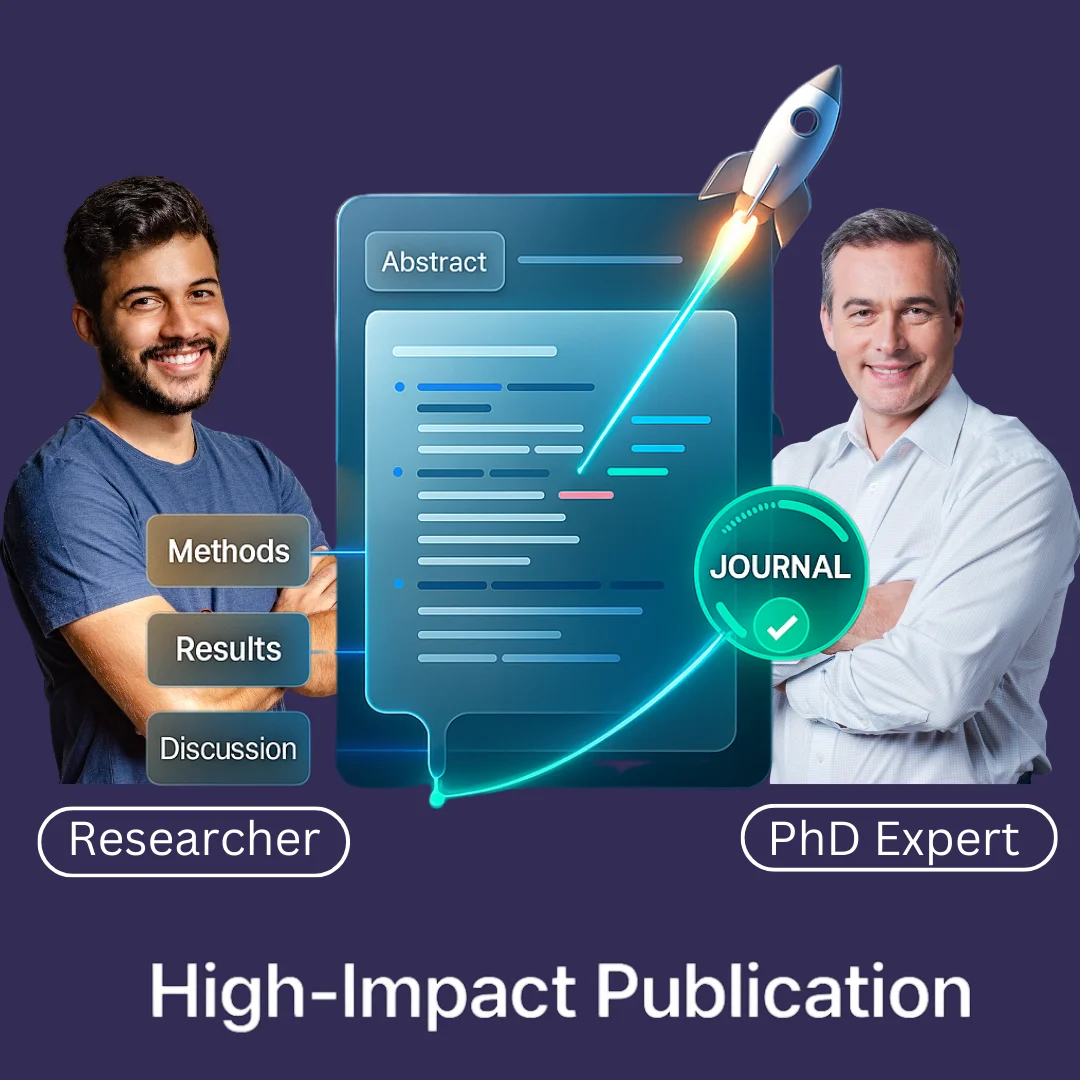 Abstract
Methods
Results
Discussion
JOURNAL
Researcher
PhD Expert
High-Impact Publication